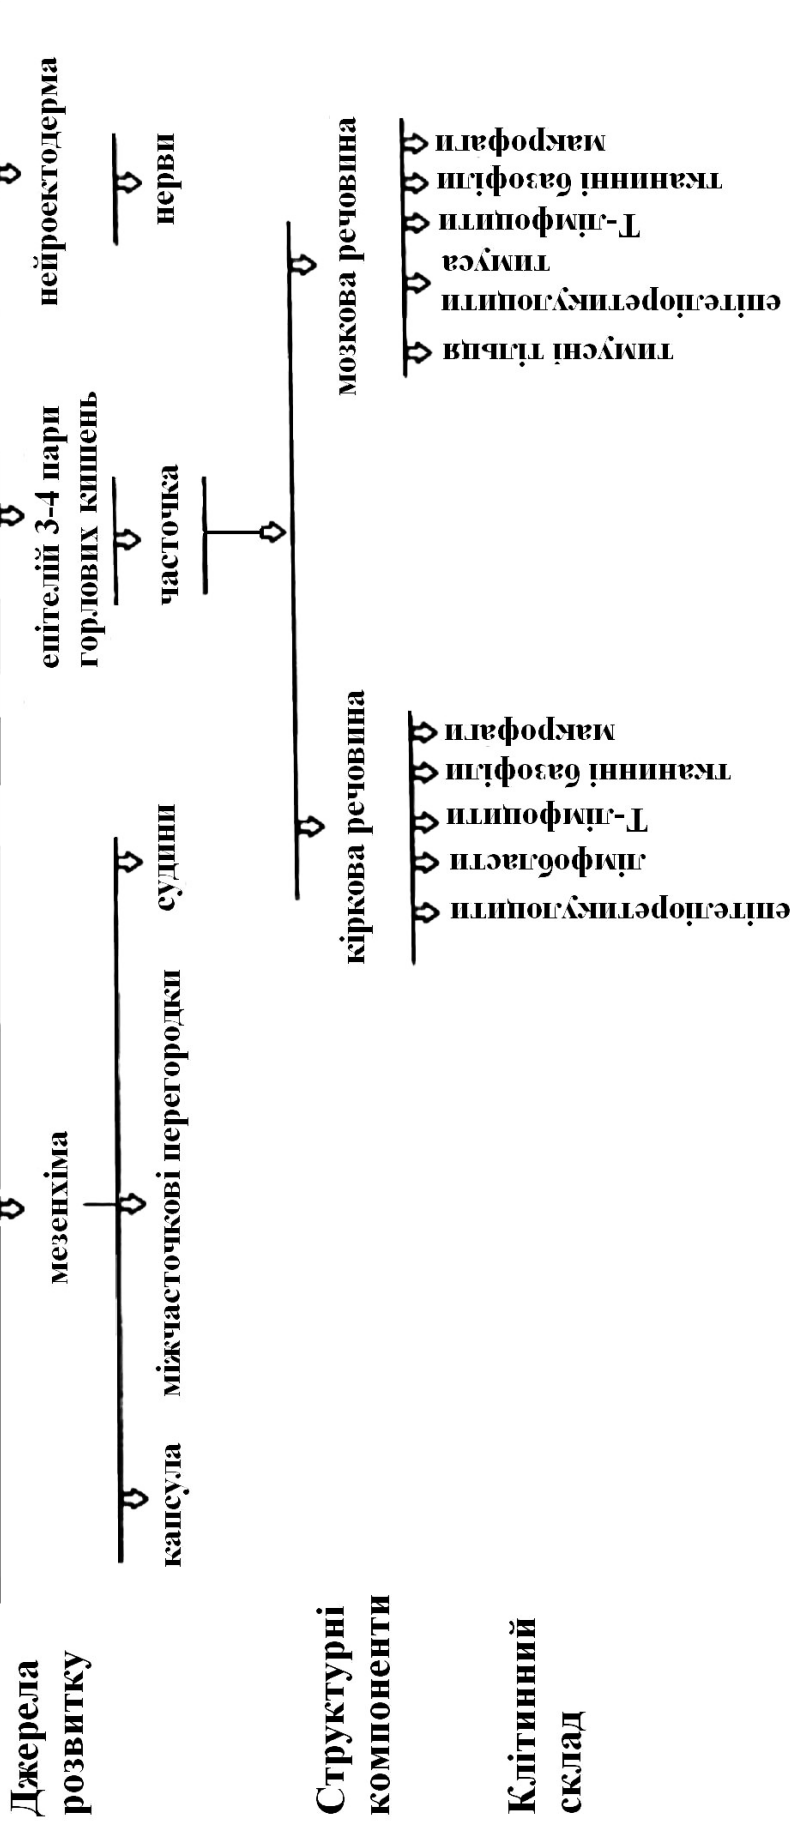 Джерела
розвитку
мезенхіма
епітелій 3-4 пари
горлових кишень
нейроектодерма
капсула
міжчасточкові перегородки
судини
часточка
нерви
Структурні
компоненти
кіркова речовина
мозкова речовина
Клітинний
склад
епітеліоретикулоцити
лімфобласти
Т-лімфоцити
тканинні базофіли
макрофаги
тимусні тільця
епітеліоретикулоцити
тимуса
Т-лімфоцити
тканинні базофіли
макрофаги